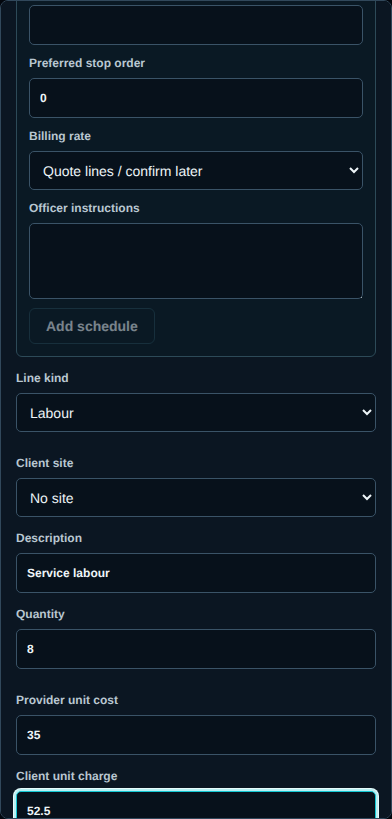 Preferred stop order
0
Billing rate
Quote lines / confirm later
Officer instructions
Add schedule
Line kind
Labour
Client site
No site
Description
Service labour
Quantity
8
Provider unit cost
35
Client unit charge
52.5